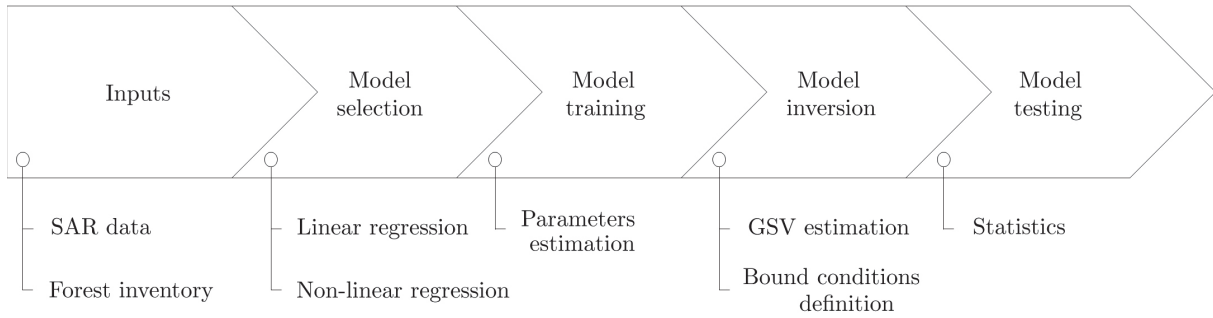 Inputs
Model
selection
Model
training
Model
inversion
Model
testing
SAR data
Forest inventory
Linear regression
Non-linear regression
Parameters
estimation
GSV estimation
Bound conditions
definition
Statistics